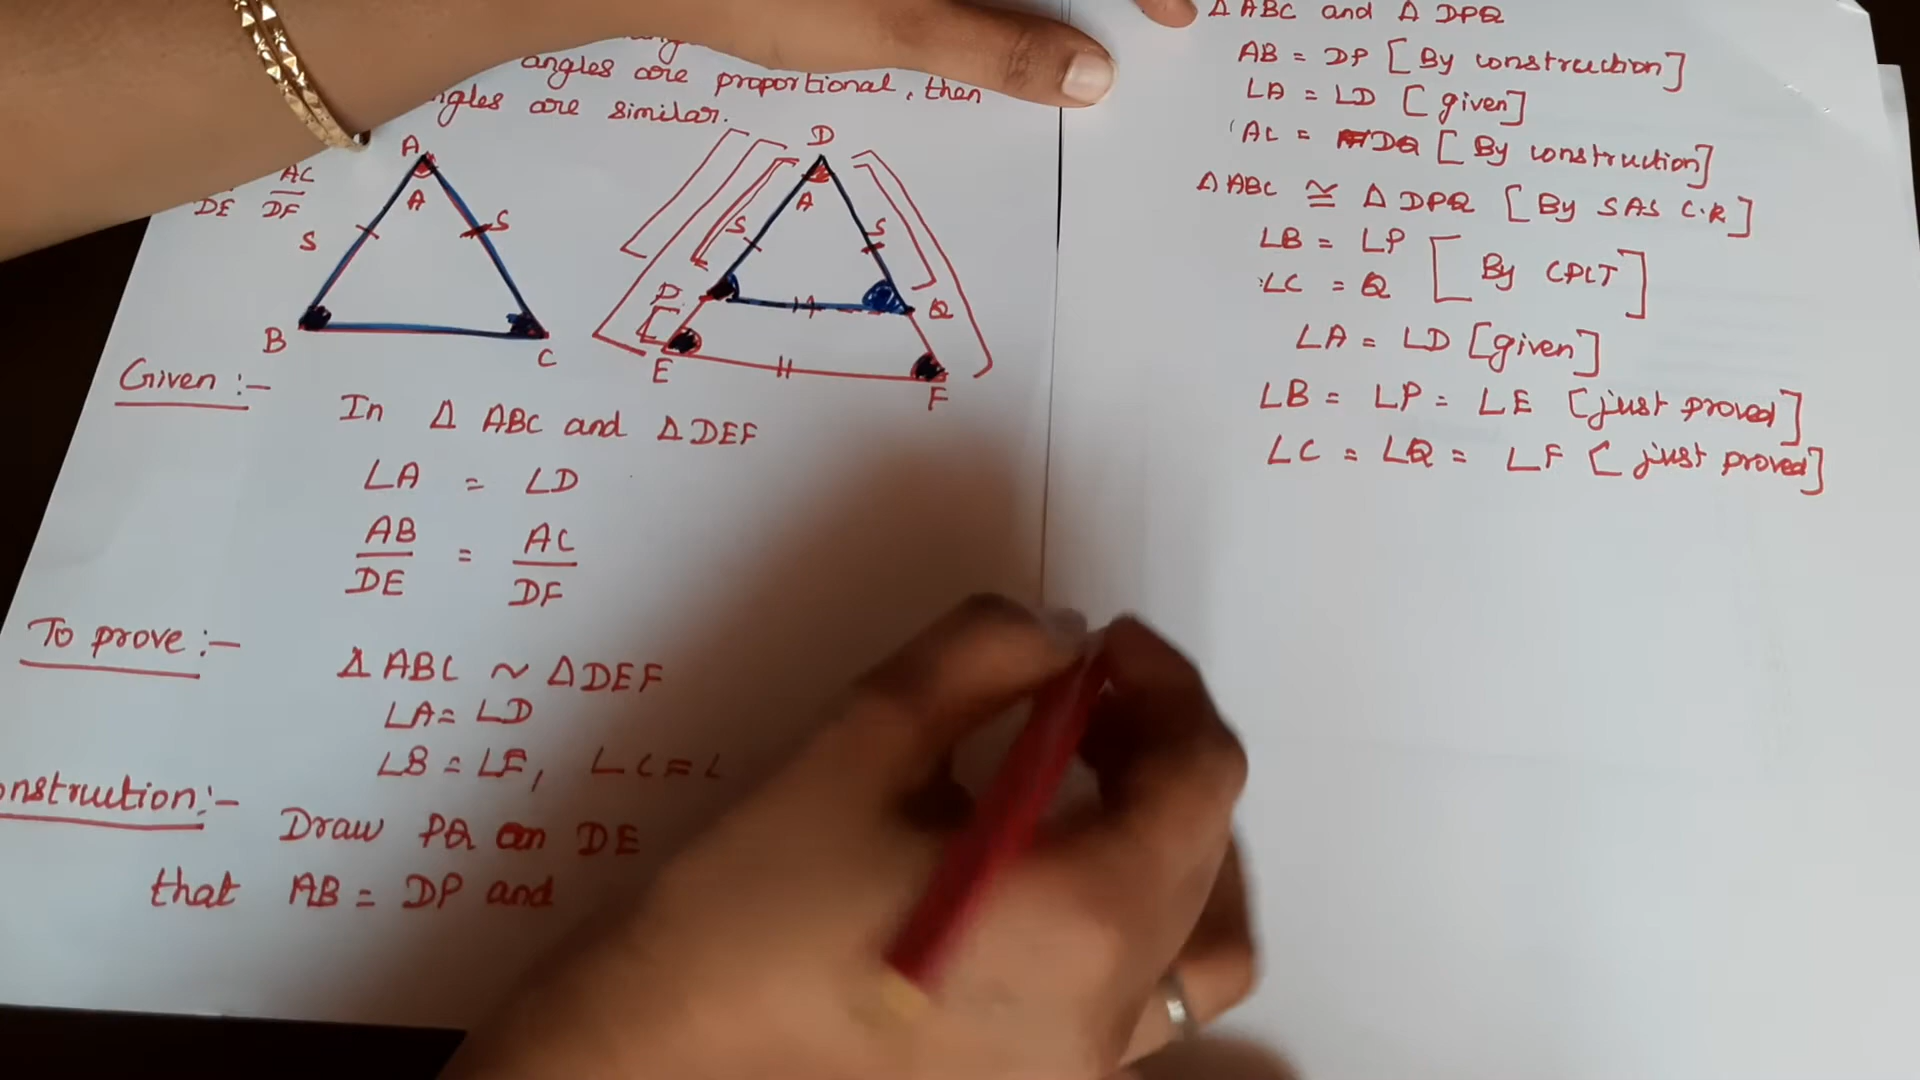 angles are proportional, then
ngles are similar.
AC
DE DF
A
A
S
S
B
C
D
A
S
S
P
Q
E
F
Given :-
In Δ ABC and Δ DEF
∠A = ∠D
AB = AC
DE DF
To prove :-
Δ ABC ~ Δ DEF
∠A = ∠D
∠B = ∠E, ∠C = ∠
onstruction :-
Draw PQ on DE
that AB = DP and
Δ ABC and Δ DPQ
AB = DP [By construction]
∠A = ∠D [given]
AC = DQ [By construction]
Δ ABC ≅ Δ DPQ [By SAS C.R]
∠B = ∠P
∠C = Q
[By CPCT]
∠A = ∠D [given]
∠B = ∠P = ∠E [just proved]
∠C = ∠Q = ∠F [just proved]